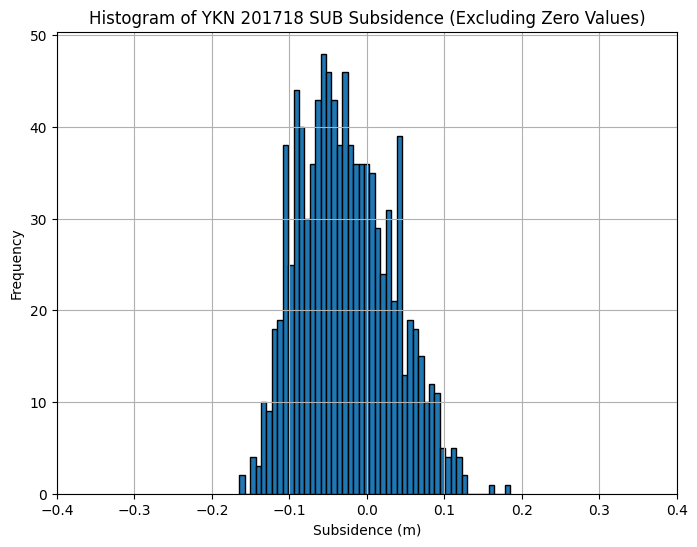 Histogram of YKN 201718 SUB Subsidence (Excluding Zero Values)
50
40
30
20
10
0
Frequency
−0.4 −0.3 −0.2 −0.1 0.0 0.1 0.2 0.3 0.4
Subsidence (m)